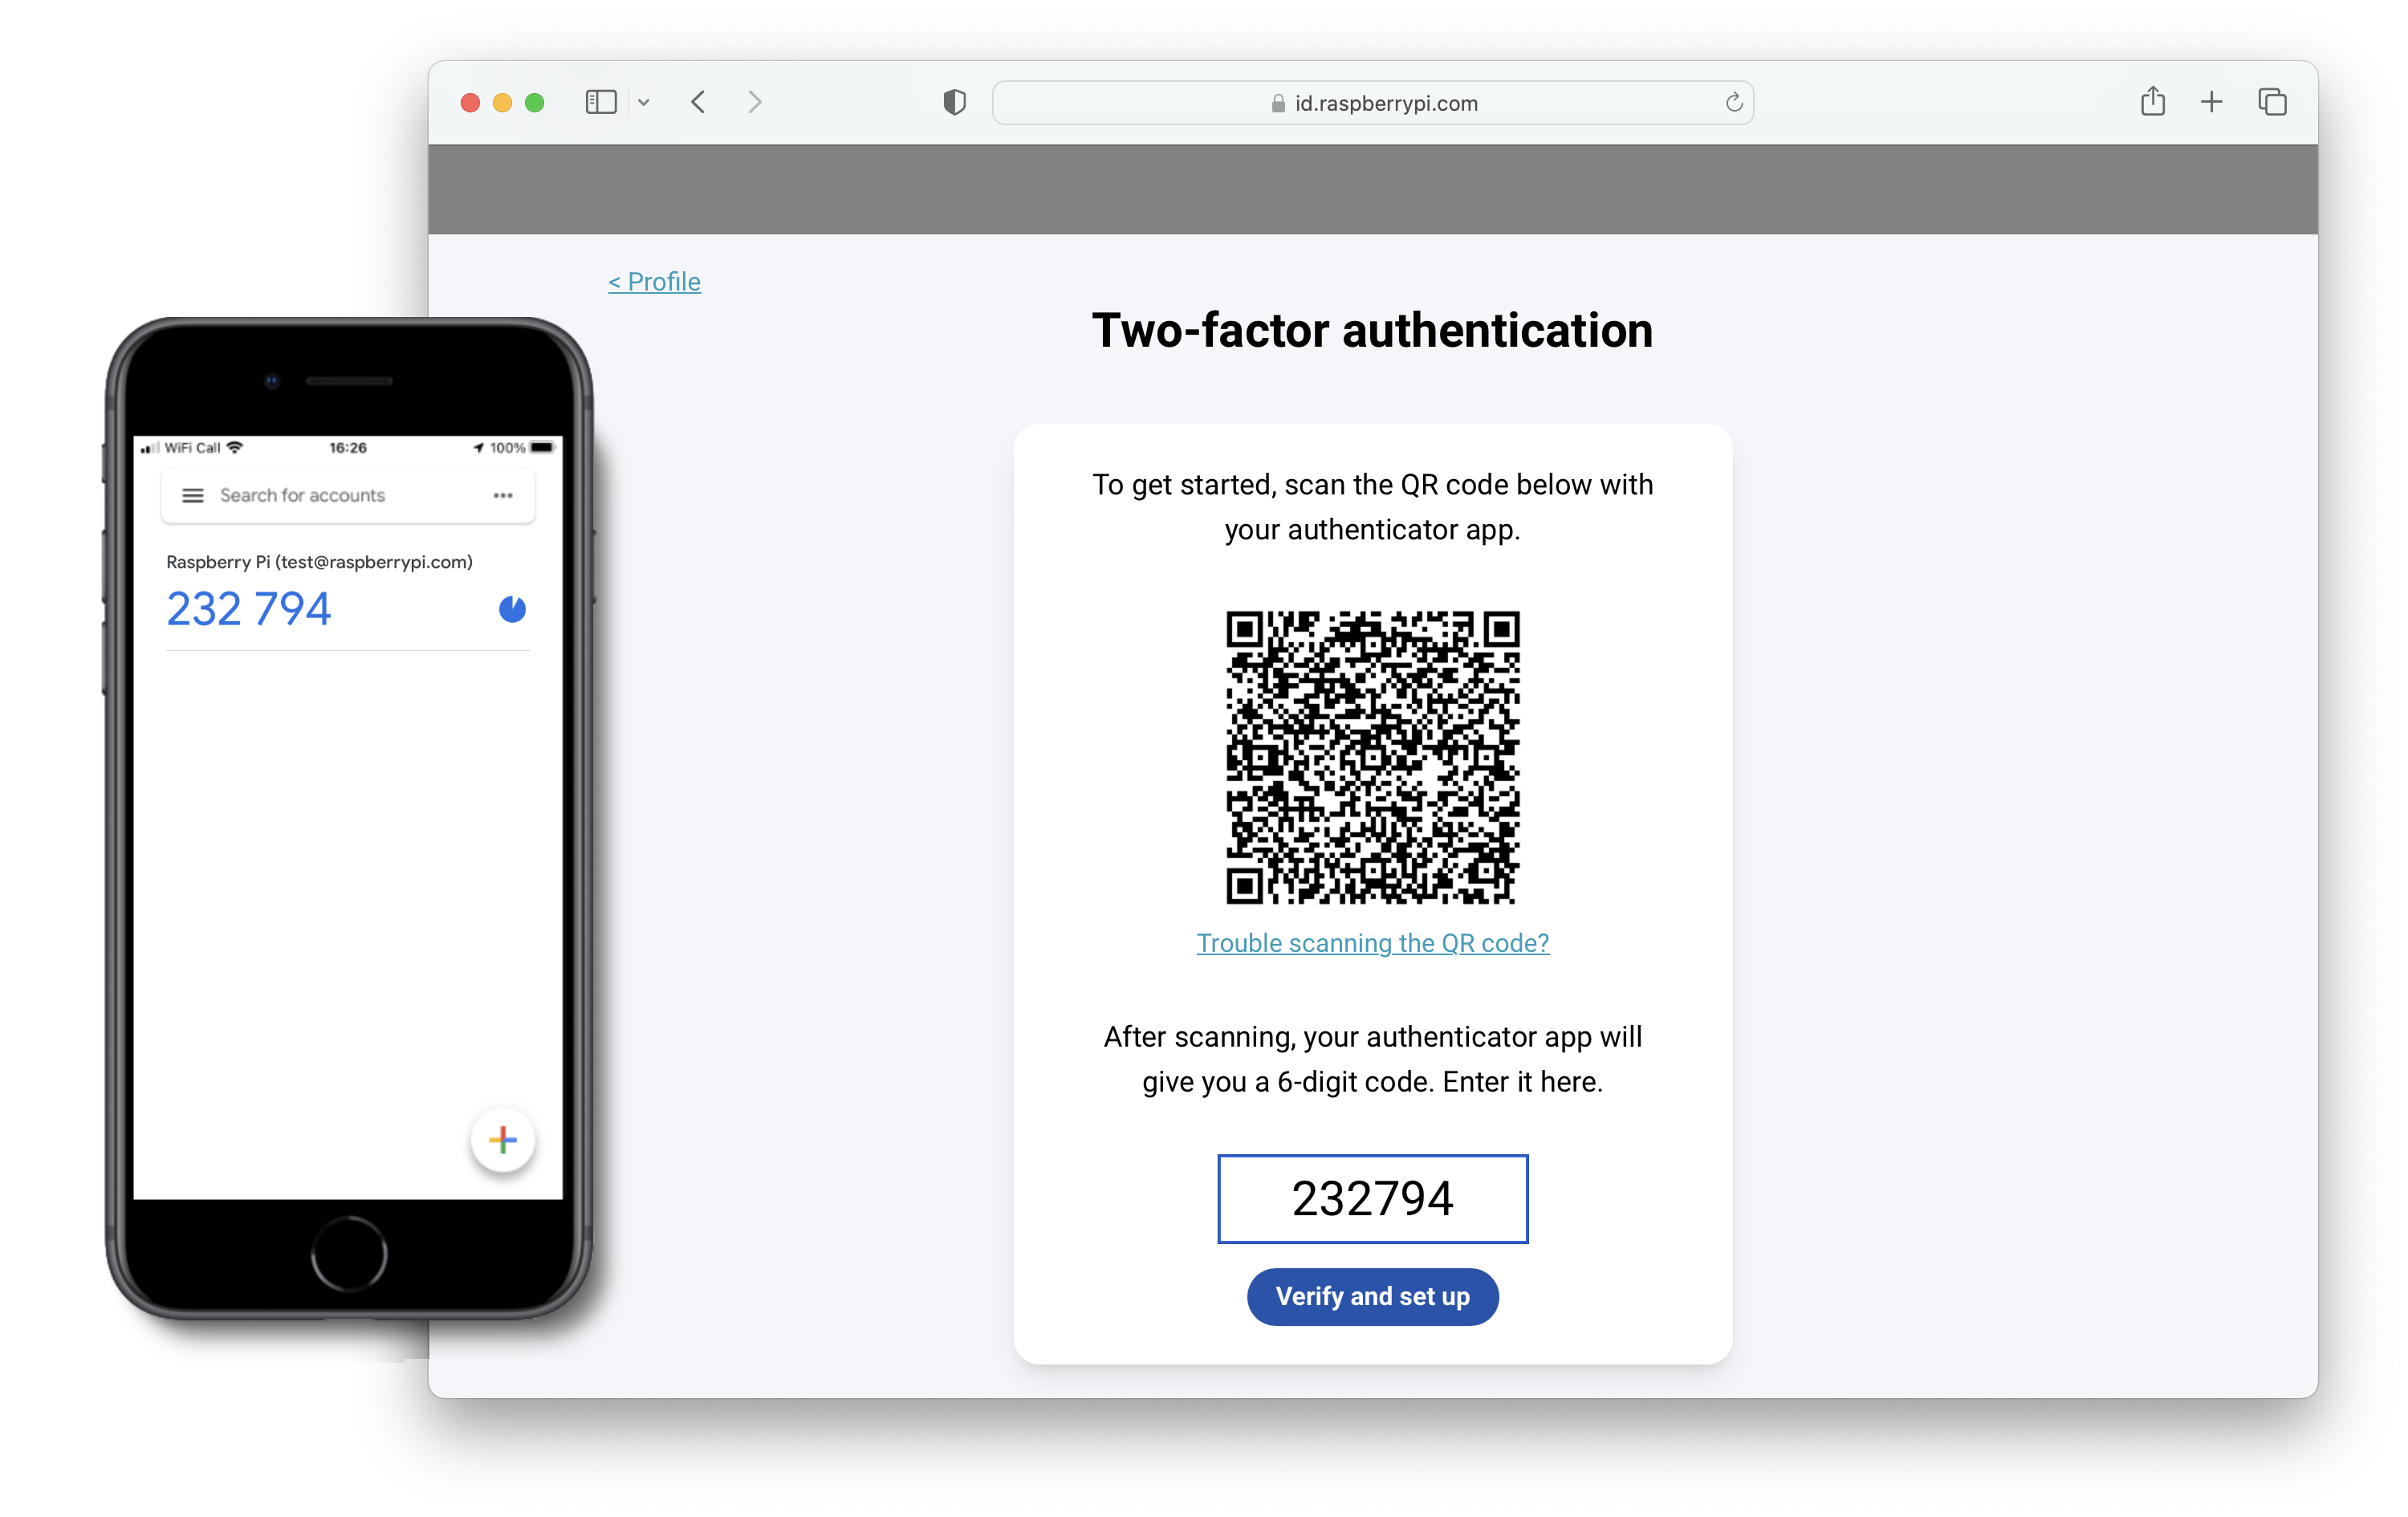 id.raspberrypi.com
< Profile
Two-factor authentication
To get started, scan the QR code below with
your authenticator app.
Trouble scanning the QR code?
After scanning, your authenticator app will
give you a 6-digit code. Enter it here.
232794
Verify and set up
WiFi Call 16:26 100%
Search for accounts
Raspberry Pi (test@raspberrypi.com)
232 794